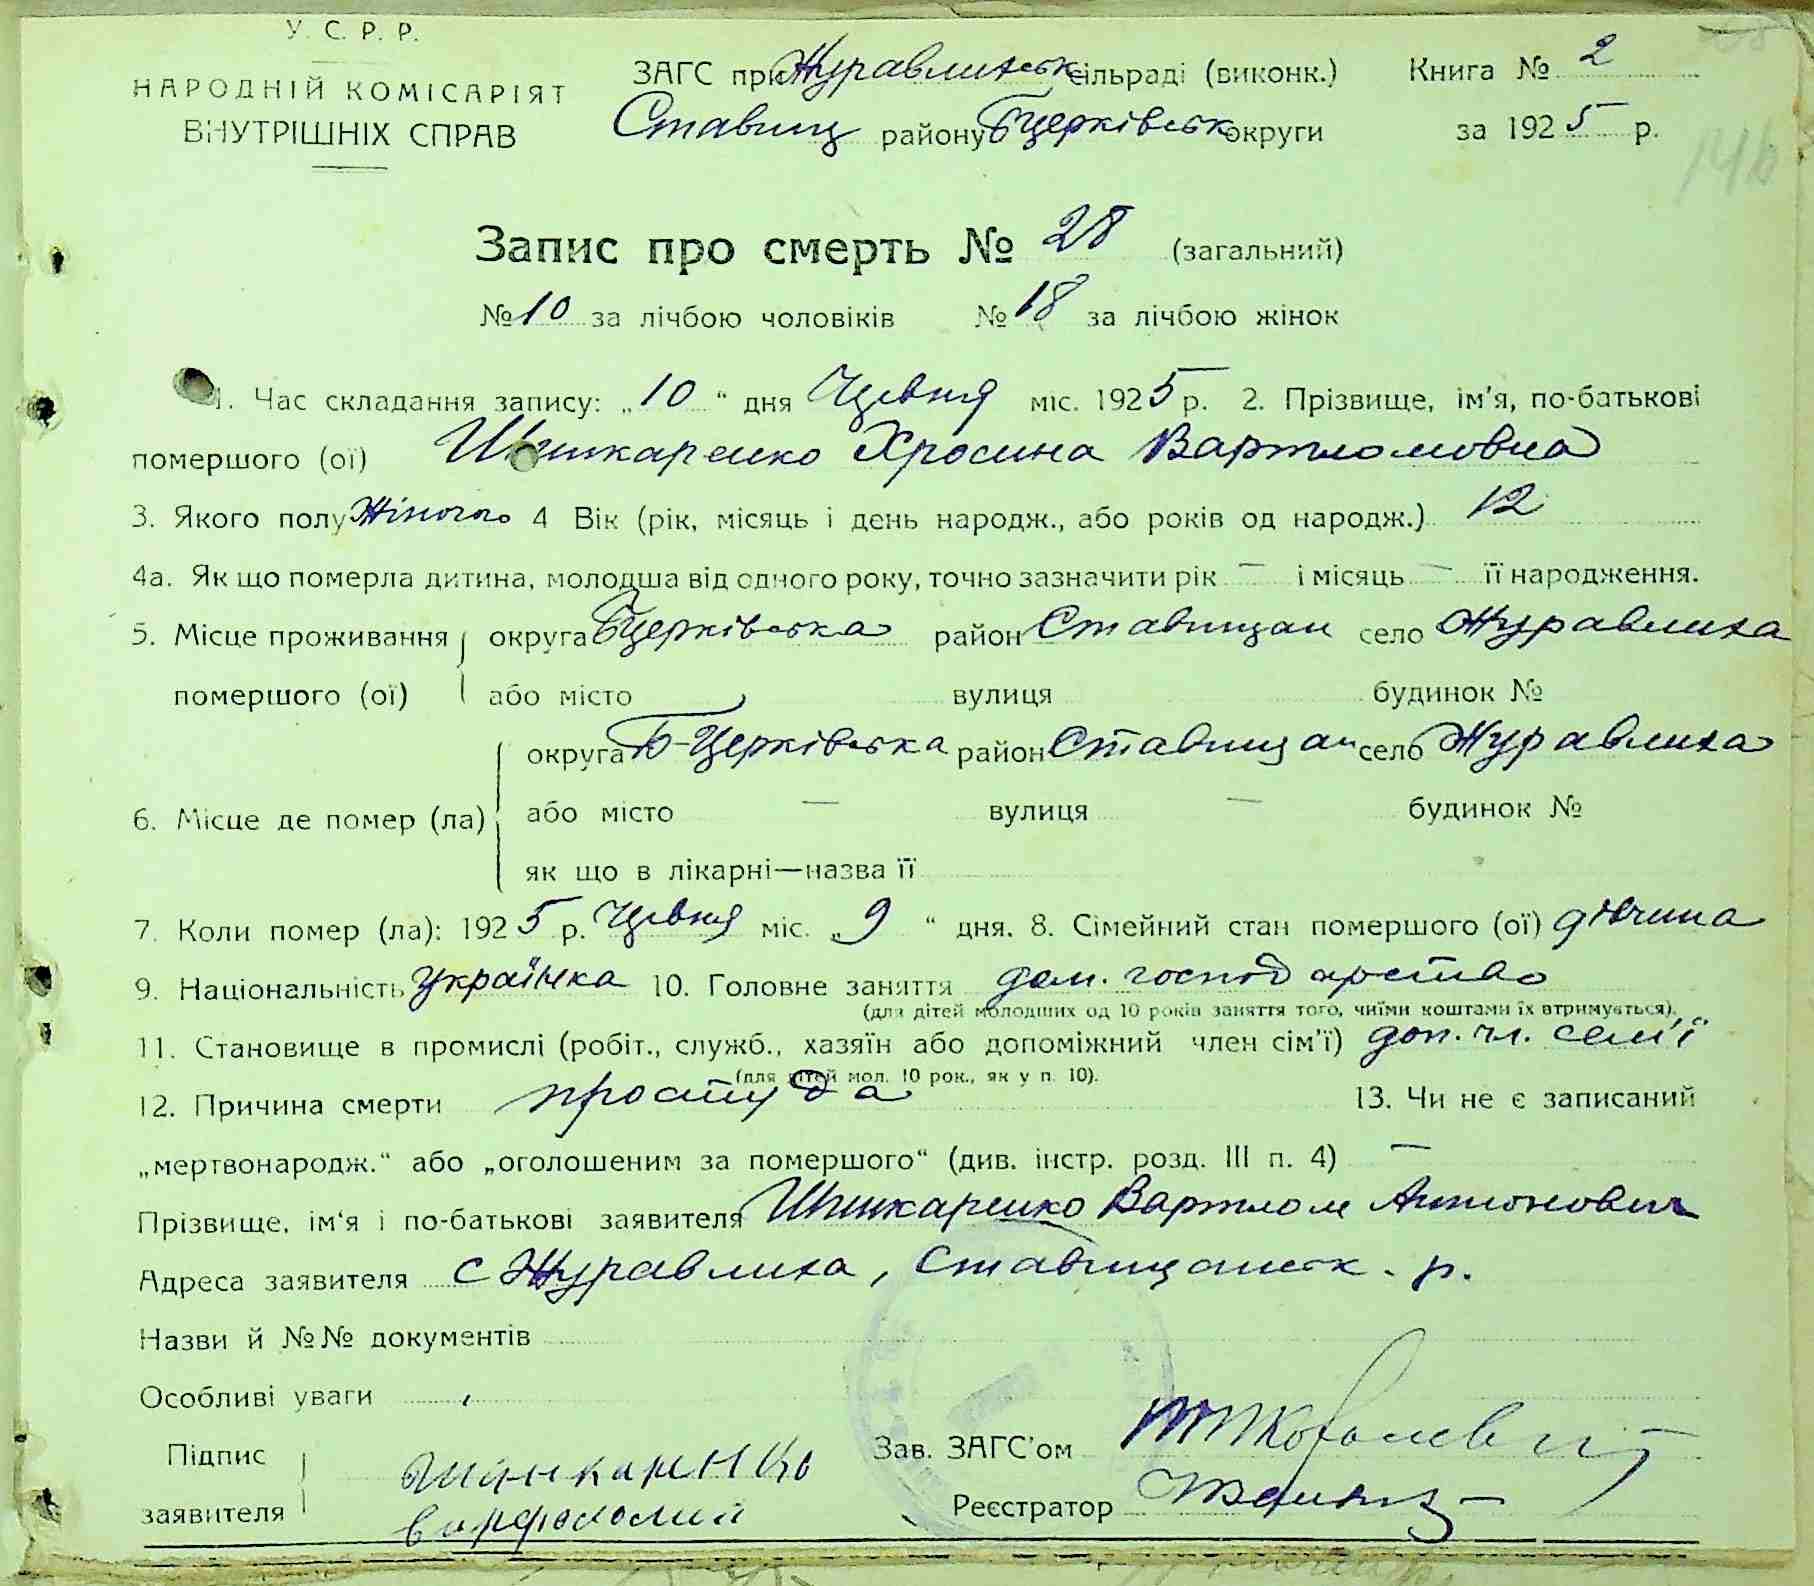 У. С. Р. Р.
НАРОДНІЙ КОМІСАРІЯТ
ВНУТРІШНІХ СПРАВ
ЗАГС при Журавлиськ сільраді (виконк.) Книга № 2
Ставищ району Б Церківськ округи за 1925 р.
146
Запис про смерть № 28 (загальний)
№ 10 за лічбою чоловіків № 18 за лічбою жінок
1. Час складання запису: „10" дня Червня міс. 1925 р. 2. Прізвище, ім'я, по-батькові
помершого (ої) Шинкаренко Хросина Вартломовна
3. Якого полу Жіночого 4 Вік (рік, місяць і день народж., або років од народж.) 12
4а. Як що померла дитина, молодша від одного року, точно зазначити рік — і місяць — її народження.
5. Місце проживання округа БЦерківська район Ставищан село Журавлиха
помершого (ої) або місто вулиця будинок №
округа Б-Церківська район Ставищан село Журавлиха
6. Місце де помер (ла) або місто — вулиця — будинок №
як що в лікарні—назва її
7. Коли помер (ла): 1925 р. Червня міс. „9" дня. 8. Сімейний стан помершого (ої) дівчина
9. Національність українка 10. Головне заняття дом. господарство
(для дітей молодших од 10 років заняття того, чиїми коштами їх втримується).
11. Становище в промислі (робіт., служб., хазяїн або допоміжний член сім'ї) доп. чл. семʼї
(для дітей мол. 10 рок., як у п. 10).
12. Причина смерти простуда 13. Чи не є записаний
„мертвонародж." або „оголошеним за помершого" (див. інстр. розд. III п. 4) —
Прізвище, ім'я і по-батькові заявителя Шинкаренко Вартлом Антонович
Адреса заявителя с Журавлиха, Ставищанськ. р.
Назви й №№ документів
Особливі уваги
Підпис заявителя Шинкаренко Варфоломій
Зав. ЗАГС'ом Ковалевич
Реєстратор